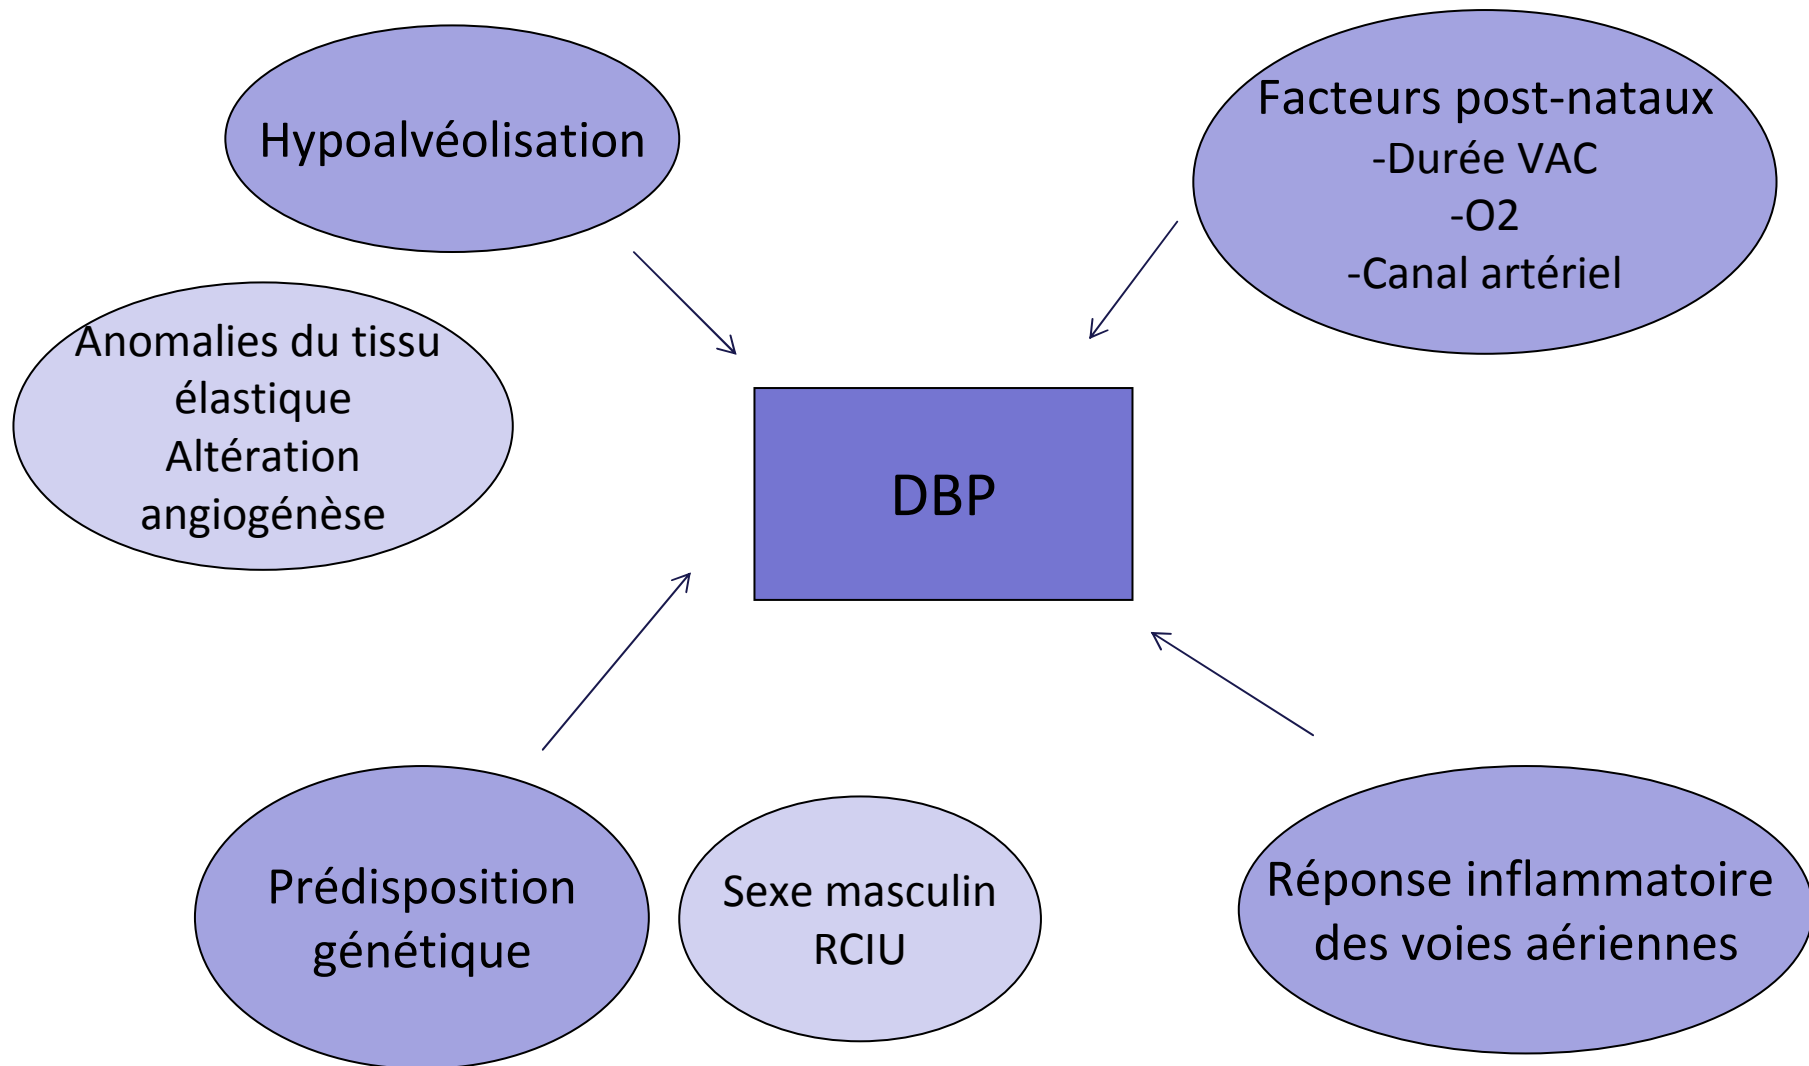 Hypoalvéolisation
Facteurs post-nataux
-Durée VAC
-O2
-Canal artériel
Anomalies du tissu
élastique
Altération
angiogénèse
DBP
Prédisposition
génétique
Sexe masculin
RCIU
Réponse inflammatoire
des voies aériennes